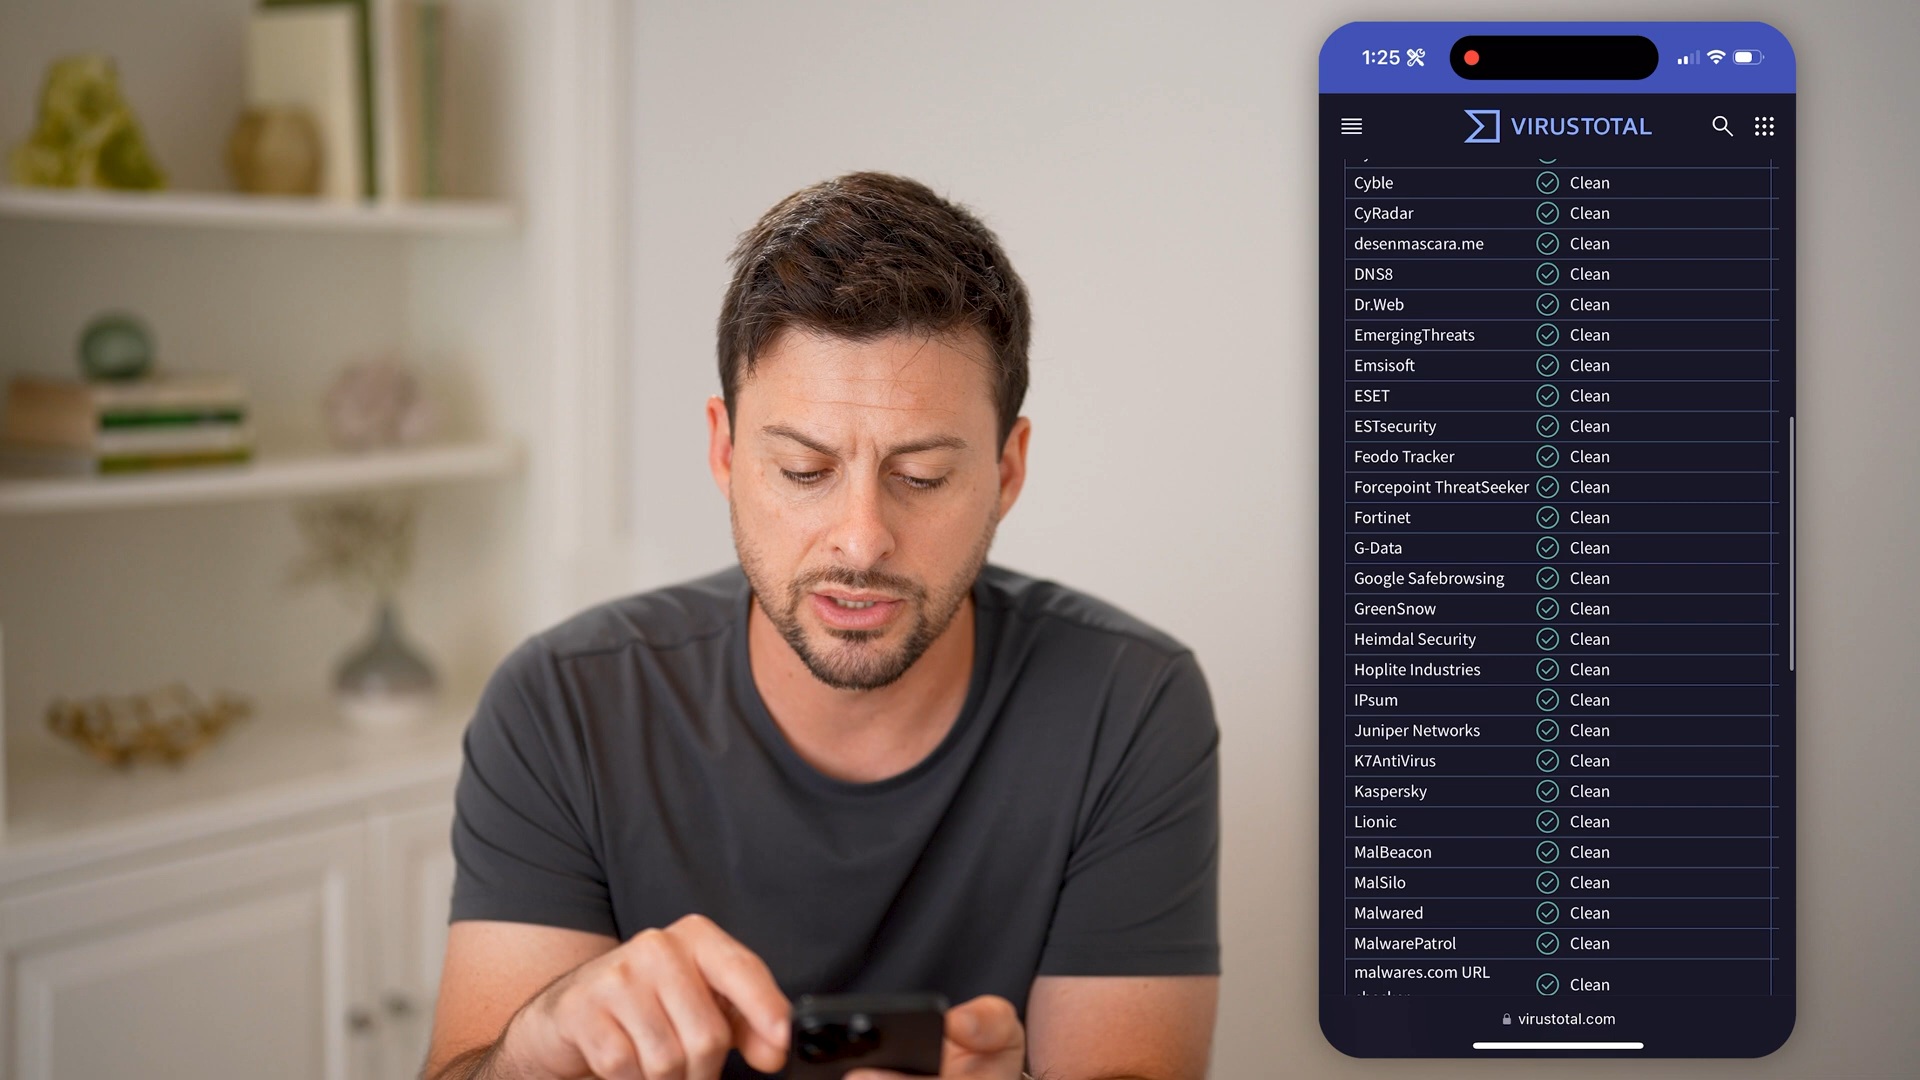 1:25
VIRUSTOTAL
Cyble Clean
CyRadar Clean
desenmascara.me Clean
DNS8 Clean
Dr.Web Clean
EmergingThreats Clean
Emsisoft Clean
ESET Clean
ESTsecurity Clean
Feodo Tracker Clean
Forcepoint ThreatSeeker Clean
Fortinet Clean
G-Data Clean
Google Safebrowsing Clean
GreenSnow Clean
Heimdal Security Clean
Hoplite Industries Clean
IPsum Clean
Juniper Networks Clean
K7AntiVirus Clean
Kaspersky Clean
Lionic Clean
MalBeacon Clean
MalSilo Clean
Malwared Clean
MalwarePatrol Clean
malwares.com URL
Clean
virustotal.com